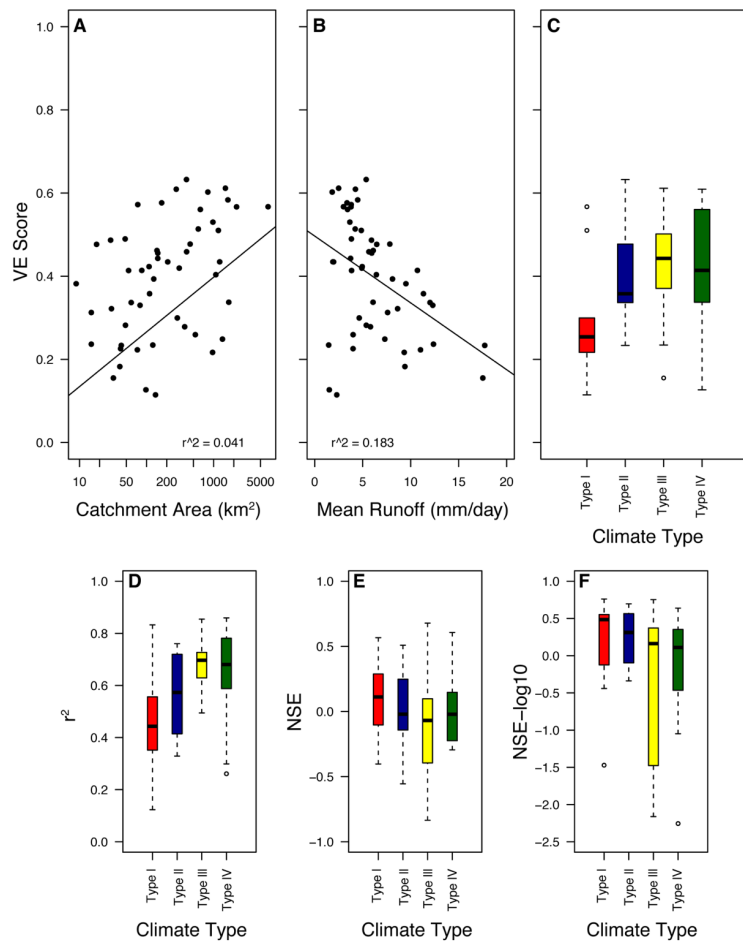 A
B
C
VE Score
1.0
0.8
0.6
0.4
0.2
0.0
r^2 = 0.041
r^2 = 0.183
10
50
200
1000
5000
0
5
10
15
20
Type I
Type II
Type III
Type IV
Catchment Area (km²)
Mean Runoff (mm/day)
Climate Type
D
E
F
r²
1.0
0.8
0.6
0.4
0.2
0.0
Type I
Type II
Type III
Type IV
Climate Type
NSE
1.0
0.5
0.0
−0.5
−1.0
Type I
Type II
Type III
Type IV
Climate Type
NSE−log10
1.0
0.5
0.0
−0.5
−1.0
−1.5
−2.0
−2.5
Type I
Type II
Type III
Type IV
Climate Type